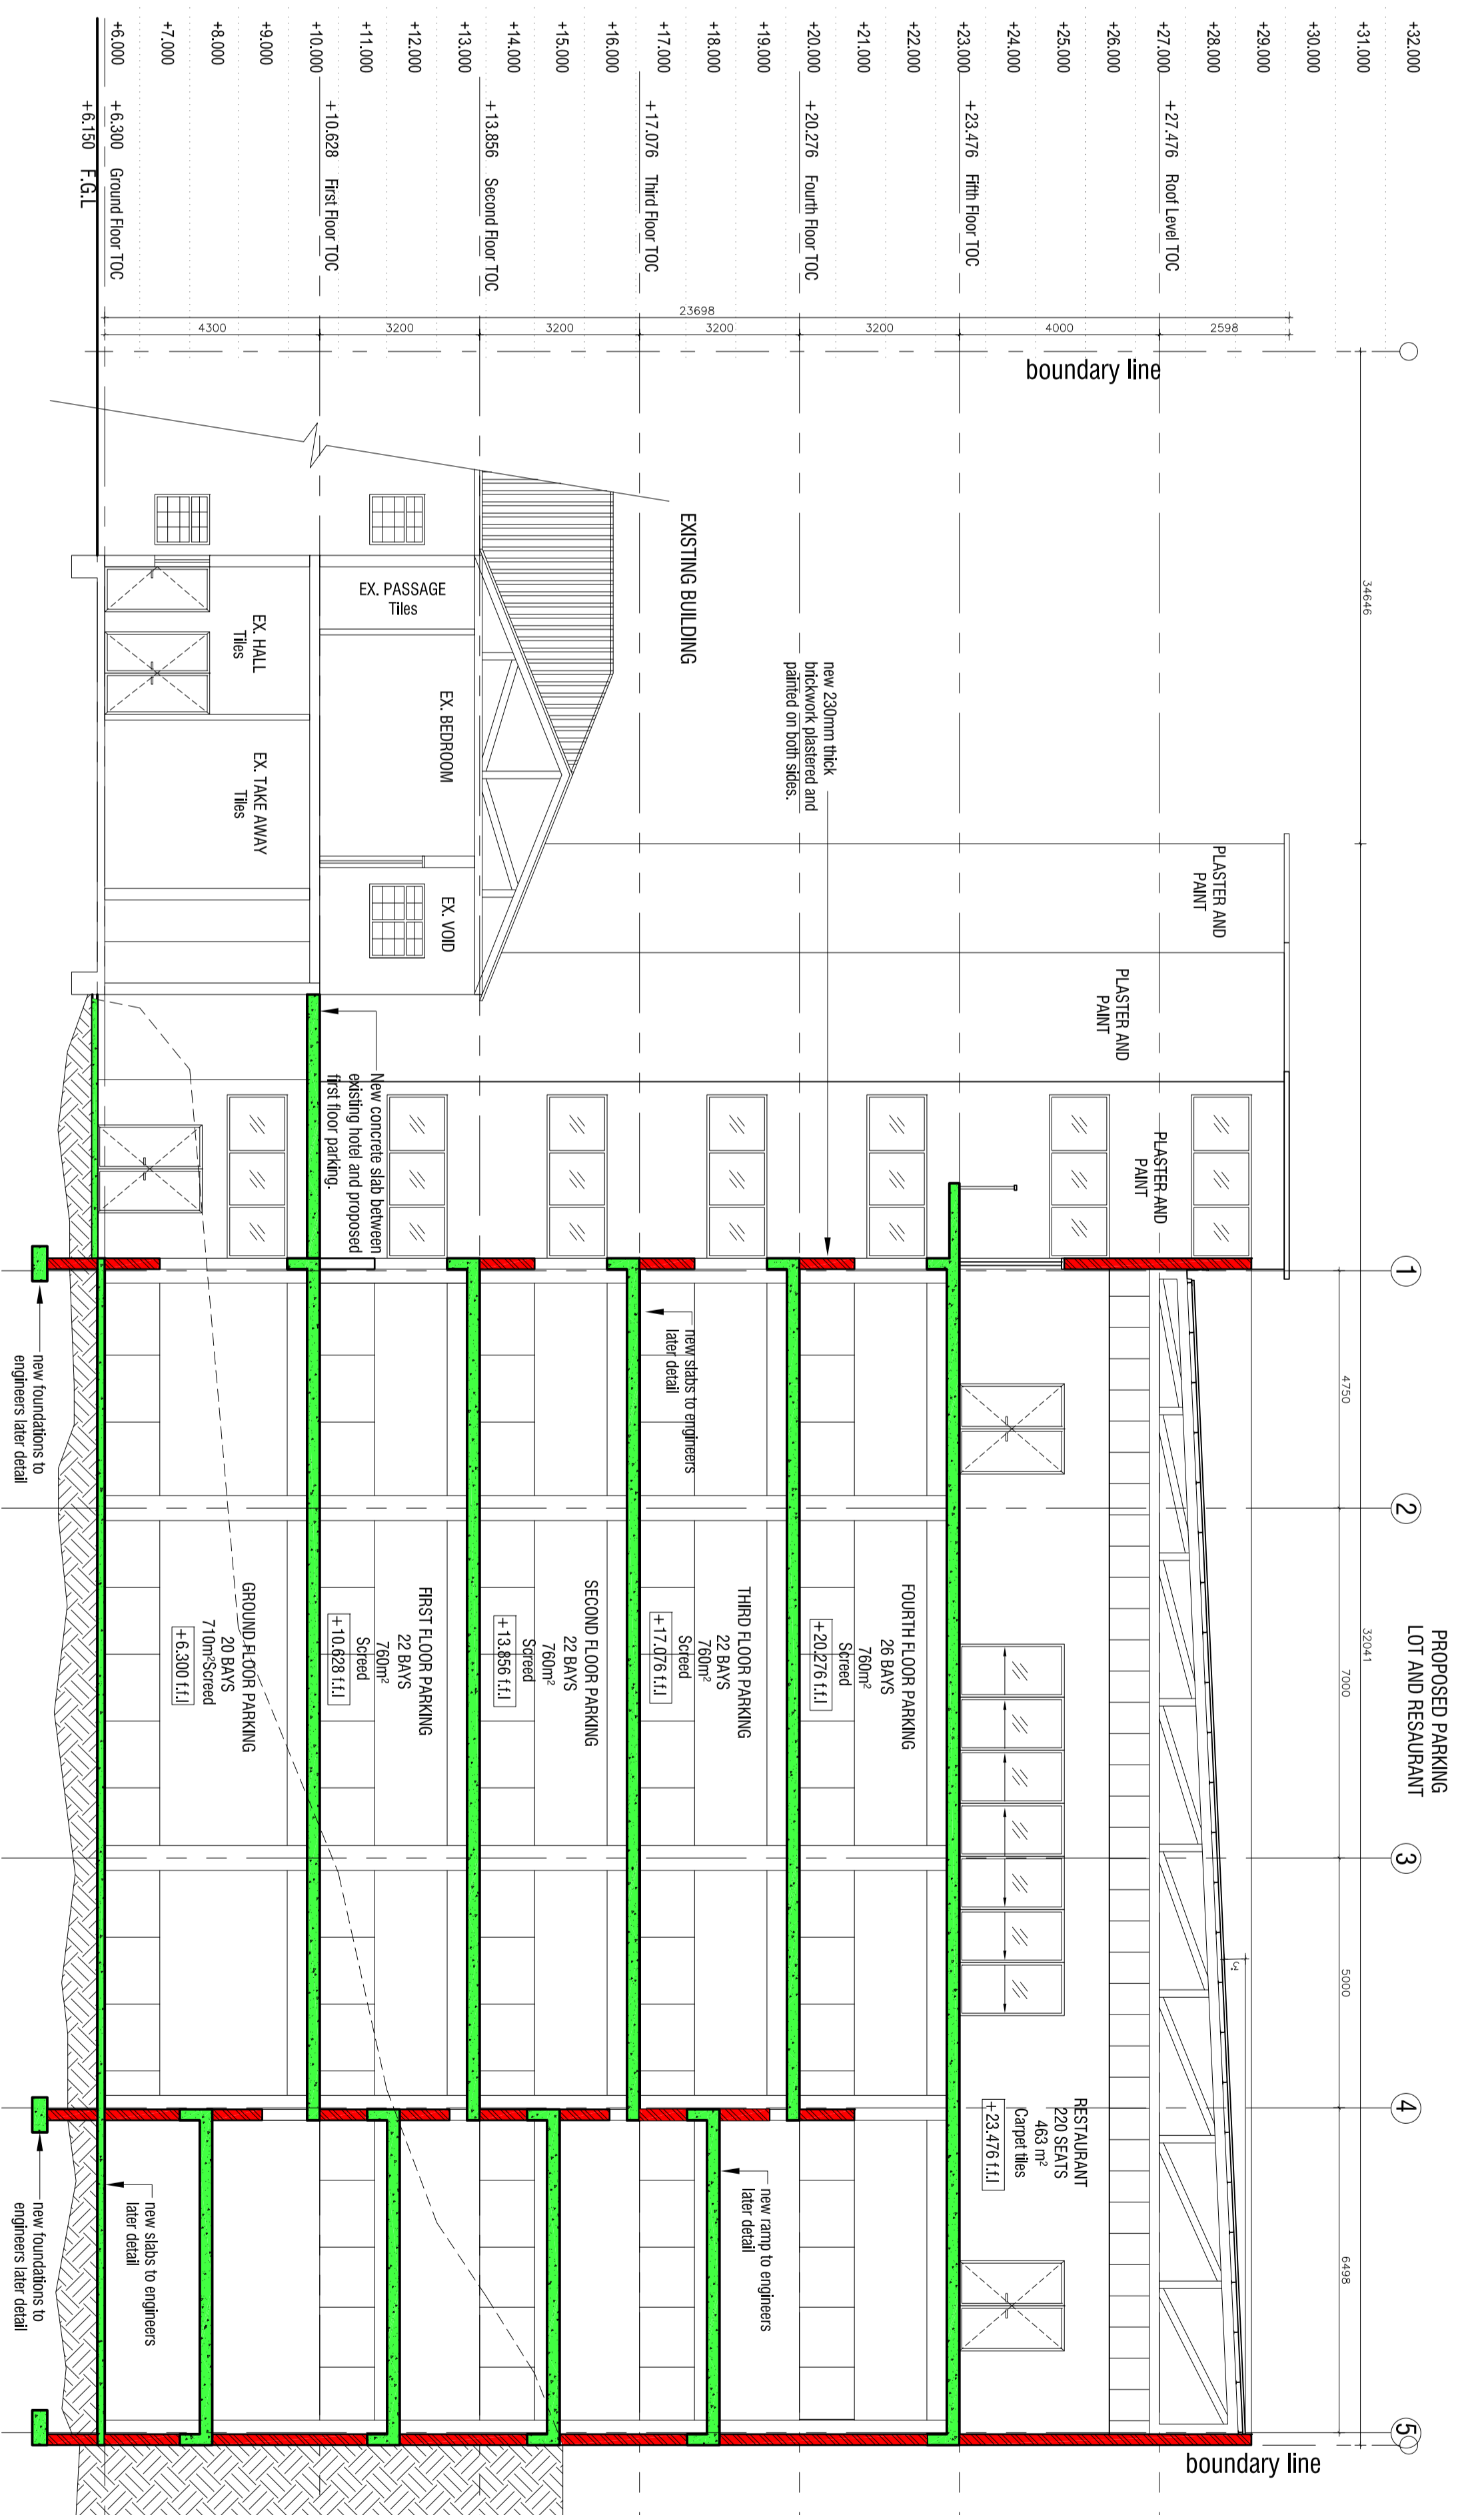 PROPOSED PARKING
LOT AND RESAURANT
1
2
3
4
5
boundary line
boundary line
34646
32041
4750
7000
5000
6498
+32.000
+31.000
+30.000
+29.000
+28.000
+27.000
+26.000
+25.000
+24.000
+23.000
+22.000
+21.000
+20.000
+19.000
+18.000
+17.000
+16.000
+15.000
+14.000
+13.000
+12.000
+11.000
+10.000
+9.000
+8.000
+7.000
+6.000
+27.476 Roof Level TOC
+23.476 Fifth Floor TOC
+20.276 Fourth Floor TOC
+17.076 Third Floor TOC
+13.856 Second Floor TOC
+10.628 First Floor TOC
+6.300 Ground Floor TOC
+6.150 F.G.L
23698
2598
4000
3200
3200
3200
3200
4300
EXISTING BUILDING
EX. PASSAGE
Tiles
EX. BEDROOM
EX. VOID
EX. HALL
Tiles
EX. TAKE AWAY
Tiles
new 230mm thick
brickwork plastered and
painted on both sides.
PLASTER AND
PAINT
PLASTER AND
PAINT
PLASTER AND
PAINT
New concrete slab between
existing hotel and proposed
first floor parking.
new slabs to engineers
later detail
RESTAURANT
220 SEATS
463 m²
Carpet tiles
+23.476 f.f.l
FOURTH FLOOR PARKING
26 BAYS
760m²
Screed
+20.276 f.f.l
THIRD FLOOR PARKING
22 BAYS
760m²
Screed
+17.076 f.f.l
SECOND FLOOR PARKING
22 BAYS
760m²
Screed
+13.856 f.f.l
FIRST FLOOR PARKING
22 BAYS
760m²
Screed
+10.628 f.f.l
GROUND FLOOR PARKING
20 BAYS
710m²Screed
+6.300 f.f.l
new ramp to engineers
later detail
new slabs to engineers
later detail
new foundations to
engineers later detail
new foundations to
engineers later detail